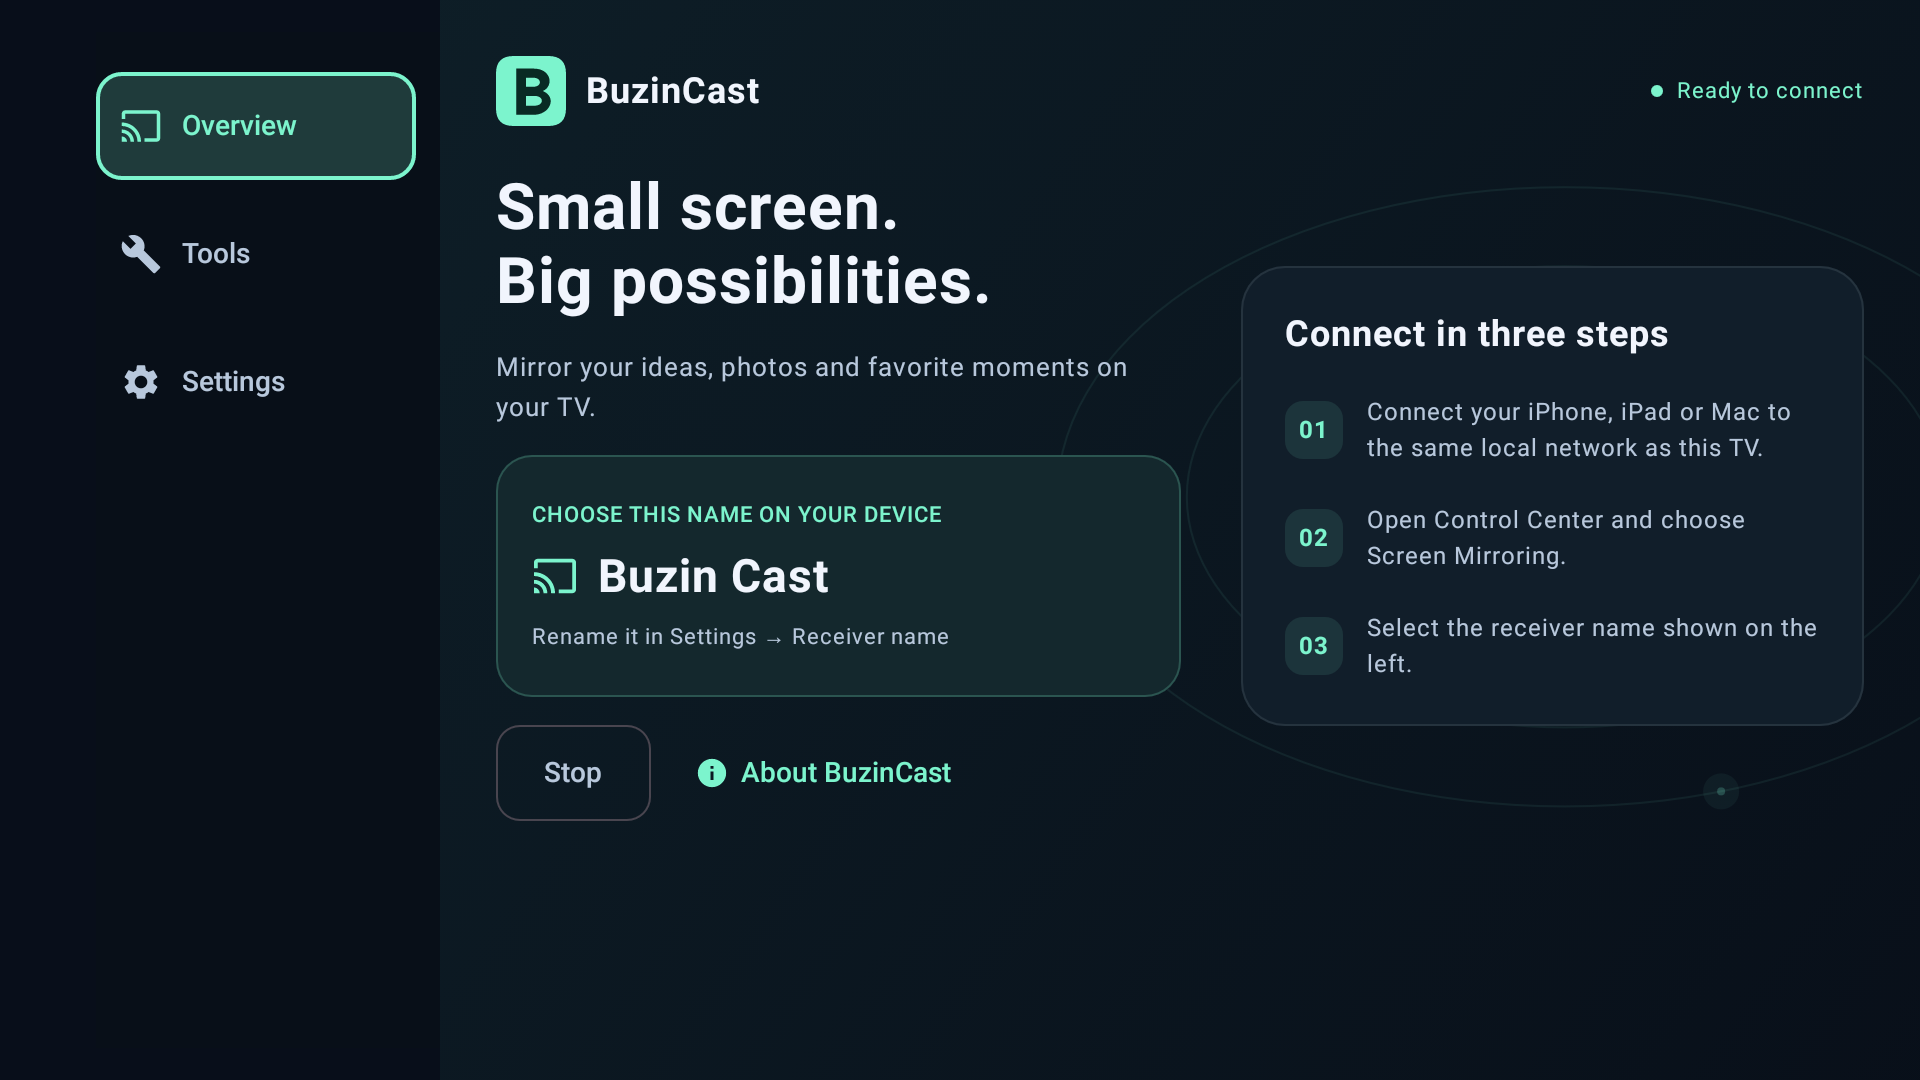 Overview
Tools
Settings
B BuzinCast
Ready to connect
Small screen.
Big possibilities.
Mirror your ideas, photos and favorite moments on
your TV.
CHOOSE THIS NAME ON YOUR DEVICE
Buzin Cast
Rename it in Settings → Receiver name
Stop
About BuzinCast
Connect in three steps
01
Connect your iPhone, iPad or Mac to
the same local network as this TV.
02
Open Control Center and choose
Screen Mirroring.
03
Select the receiver name shown on the
left.